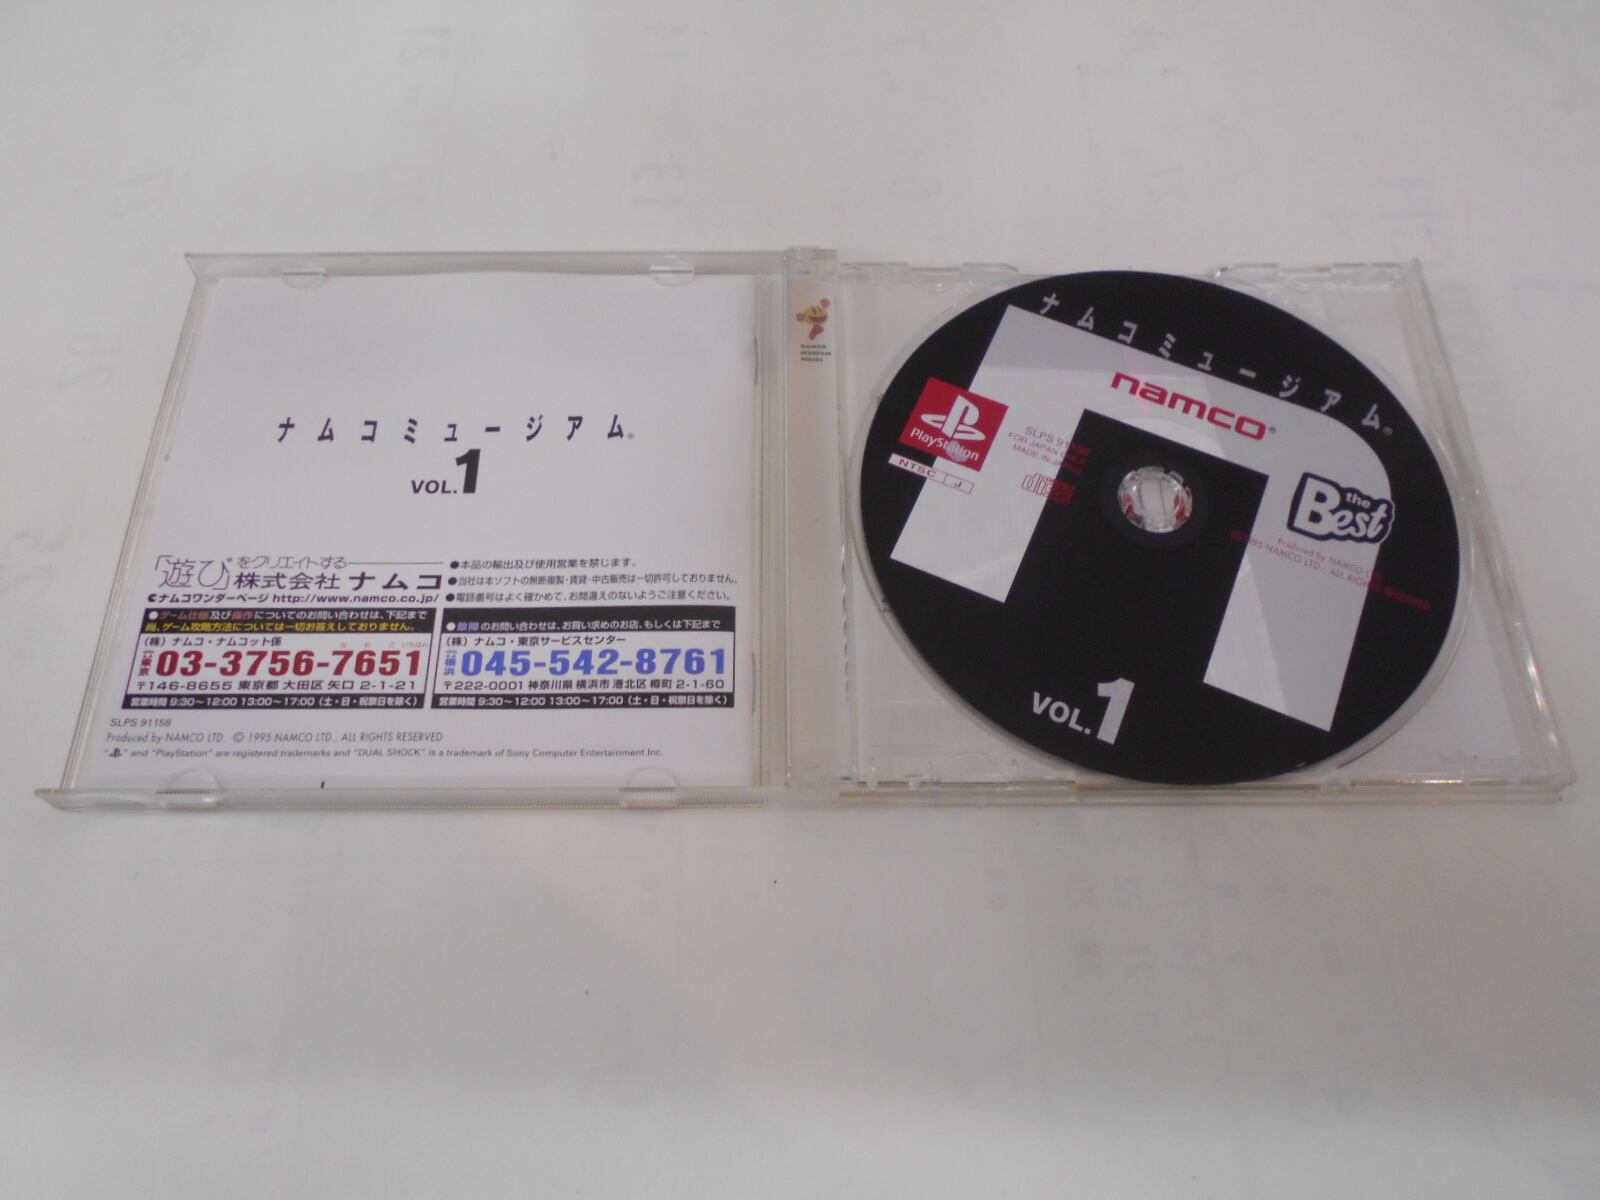 ナムコミュージアム®
VOL.1
「遊び」をクリエイトする
株式会社ナムコ
ナムコワンダーページ http://www.namco.co.jp/
●本品の輸出及び使用営業を禁じます。
●当社は本ソフトの無断複製・賃貸・中古販売は一切許可しておりません。
●電話番号はよく確かめて、お間違えのないようご注意ください。
●ゲーム仕様及び操作についてのお問い合わせは、下記まで
尚、ゲーム攻略方法については一切お答えしておりません。
(株)ナムコ・ナムコット係
東京 03-3756-7651
〒146-8655 東京都 大田区 矢口 2-1-21
営業時間 9:30～12:00 13:00～17:00 (土・日・祝祭日を除く)
●故障のお問い合わせは、お買い求めのお店、もしくは下記まで
(株)ナムコ・東京サービスセンター
横浜 045-542-8761
〒222-0001 神奈川県 横浜市 港北区 樽町 2-1-60
営業時間 9:30～12:00 13:00～17:00 (土・日・祝祭日を除く)
SLPS 91158
Produced by NAMCO LTD. © 1995 NAMCO LTD., ALL RIGHTS RESERVED
" " and "PlayStation" are registered trademarks and "DUAL SHOCK" is a trademark of Sony Computer Entertainment Inc.
NAMCO
MUSEUM
SERIES
ナムコミュージアム®
namco®
PlayStation
NTSC J
SLPS 91158
FOR JAPAN ONLY
MADE IN JAPAN
disc
the
Best
Produced by NAMCO LTD.
©1995 NAMCO LTD., ALL RIGHTS RESERVED
VOL.1